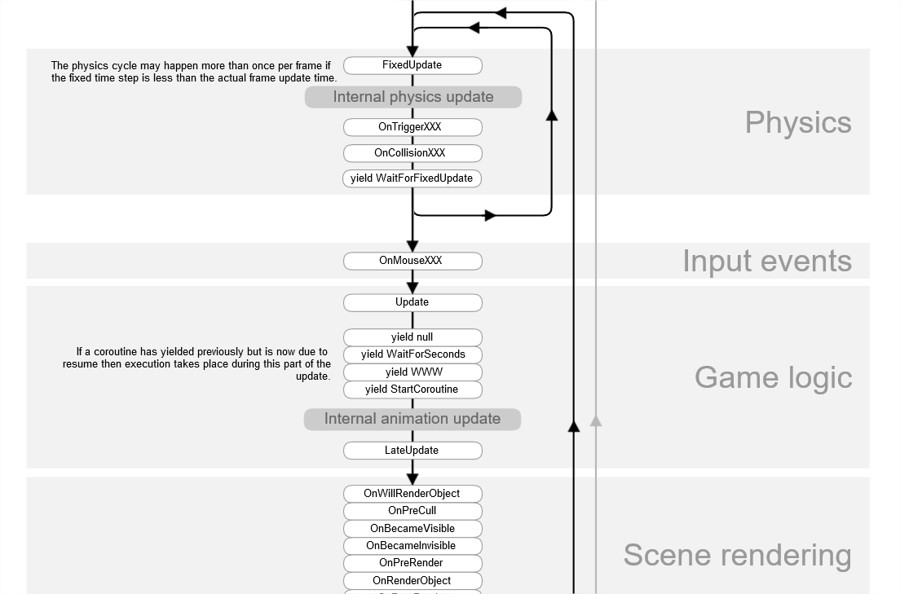 The physics cycle may happen more than once per frame if
the fixed time step is less than the actual frame update time.
FixedUpdate
Internal physics update
OnTriggerXXX
OnCollisionXXX
yield WaitForFixedUpdate
Physics
OnMouseXXX
Input events
Update
yield null
If a coroutine has yielded previously but is now due to
resume then execution takes place during this part of the
update.
yield WaitForSeconds
yield WWW
yield StartCoroutine
Game logic
Internal animation update
LateUpdate
OnWillRenderObject
OnPreCull
OnBecameVisible
OnBecameInvisible
OnPreRender
OnRenderObject
Scene rendering